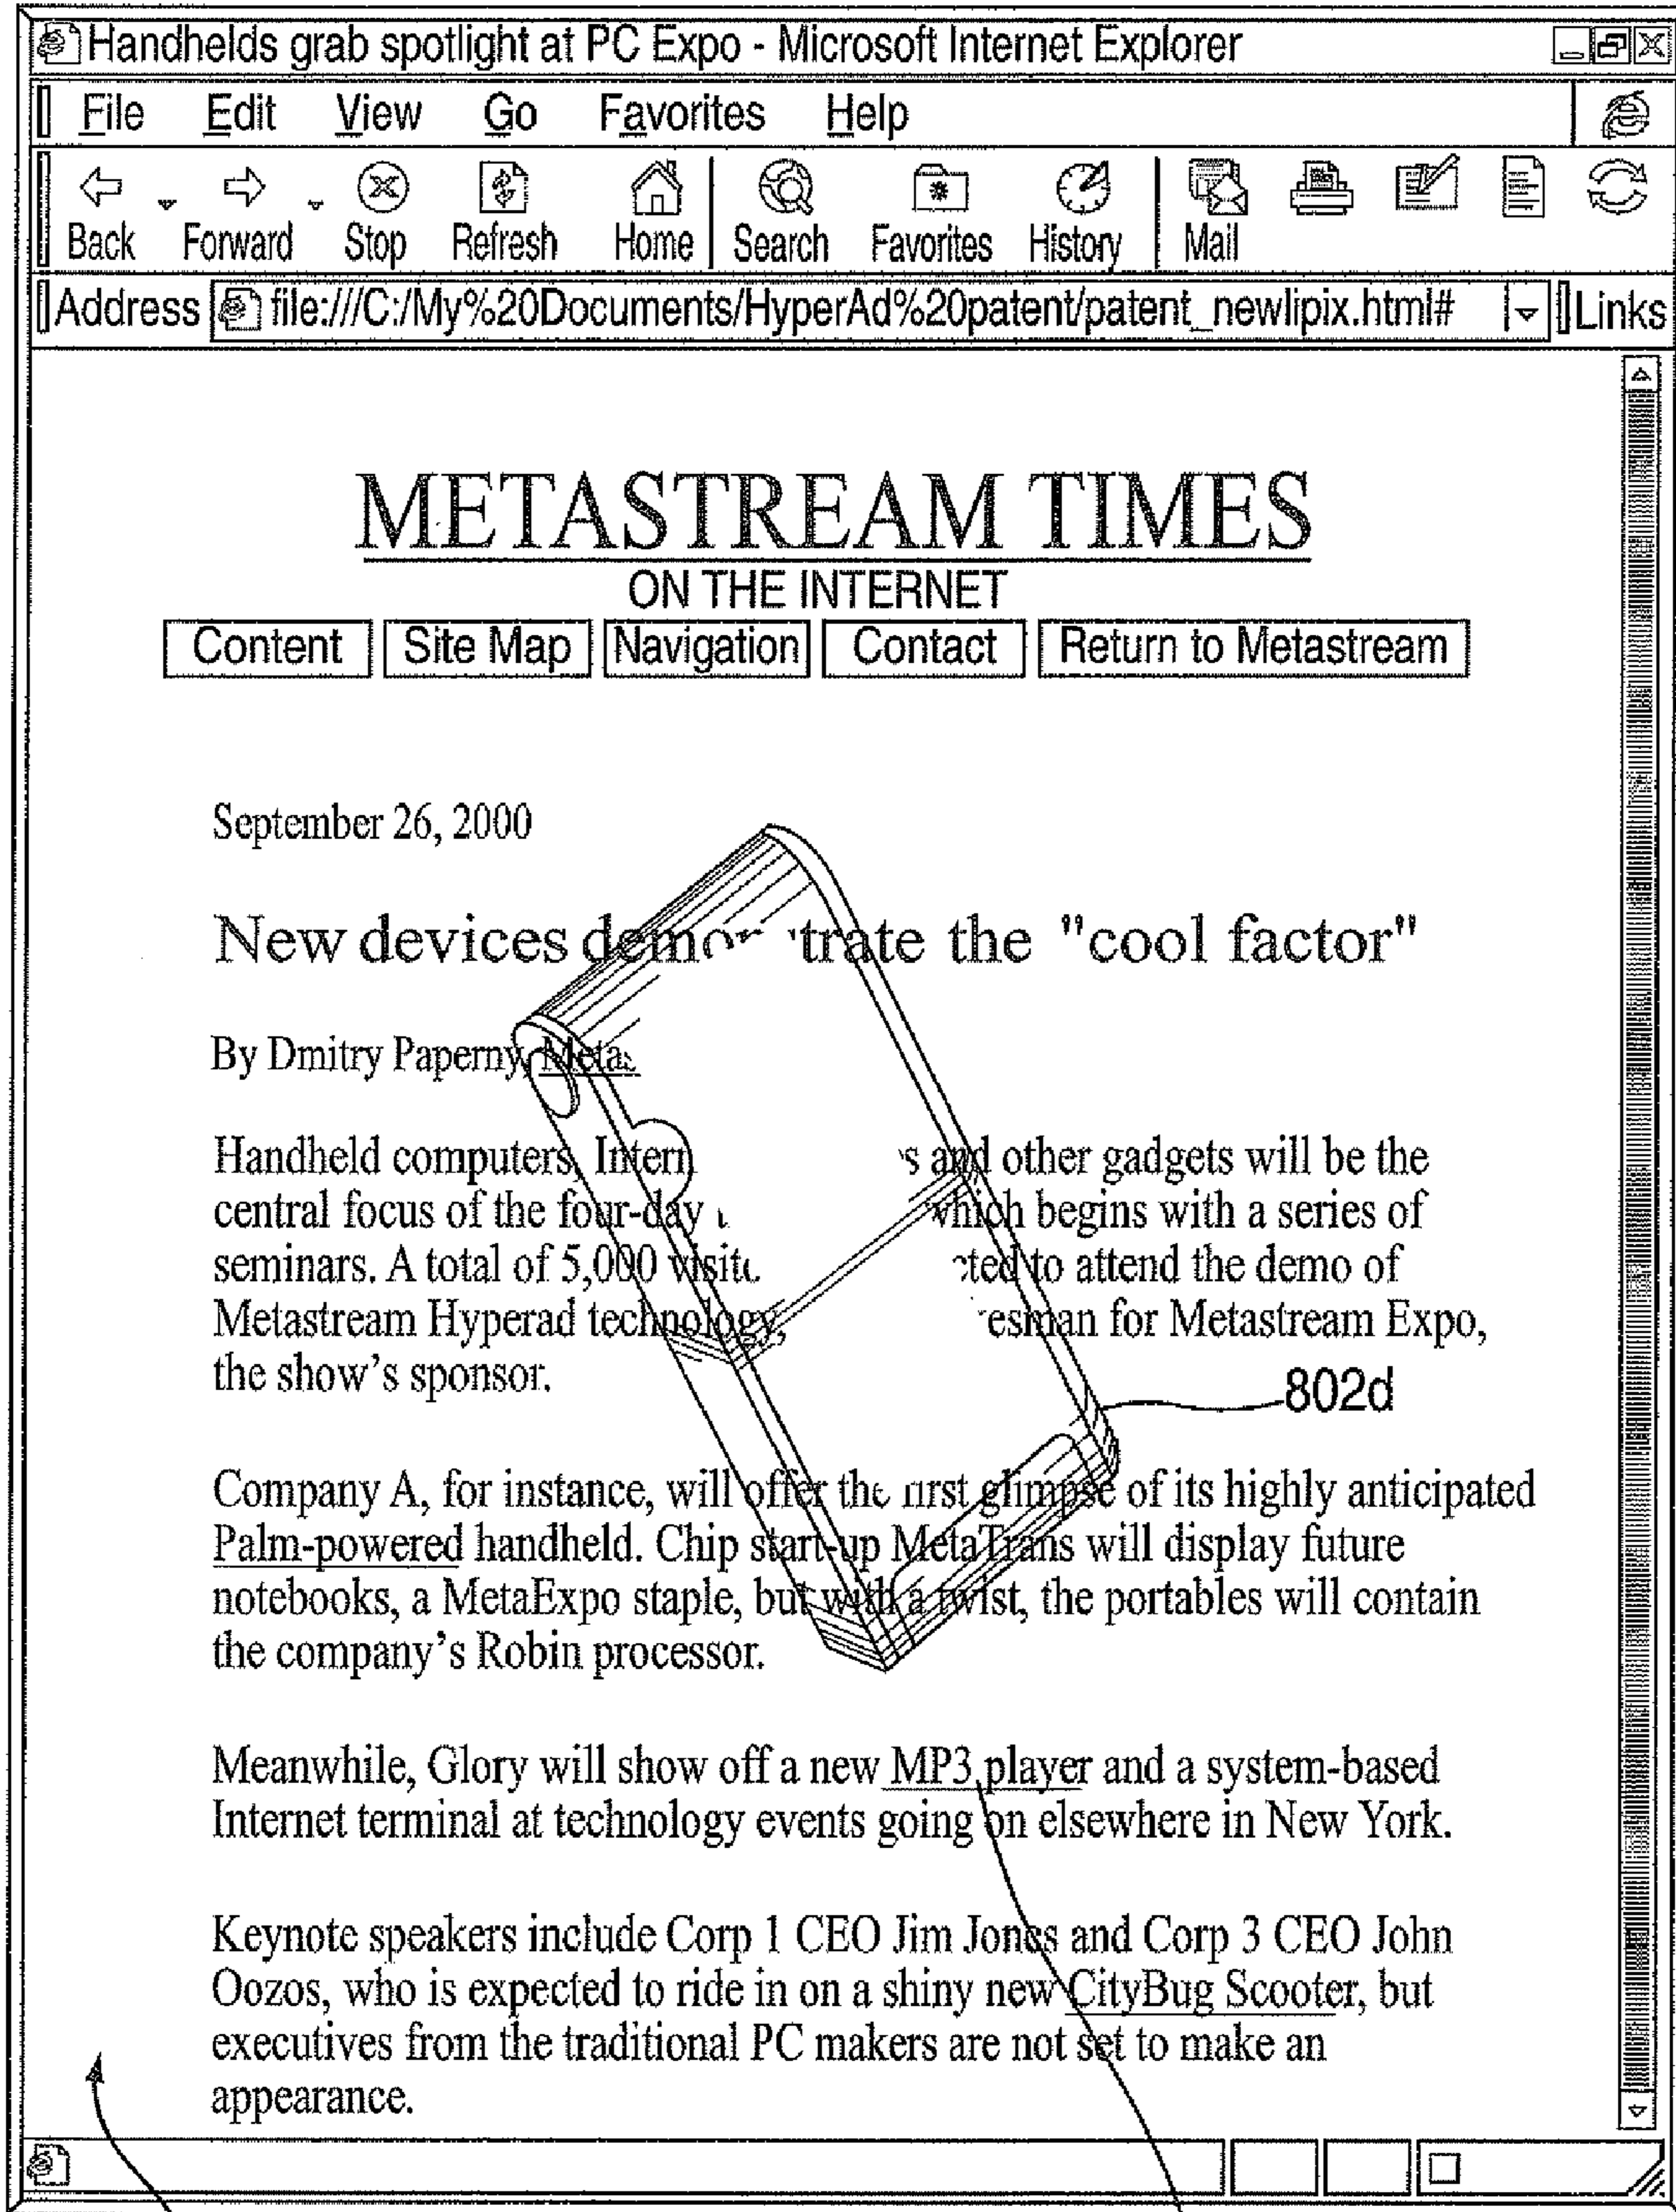 Handhelds grab spotlight at PC Expo - Microsoft Internet Explorer
File Edit View Go Favorites Help
Back Forward Stop Refresh Home Search Favorites History Mail
Address file:///C:/My%20Documents/HyperAd%20patent/patent_newlipix.html# Links
METASTREAM TIMES
ON THE INTERNET
Content Site Map Navigation Contact Return to Metastream
September 26, 2000
New devices the "cool factor"
By Dmitry Paperny,
Handheld computers, and other gadgets will be the
central focus of the four-day which begins with a series of
seminars. A total of 5,000 to attend the demo of
Metastream Hyperad technology, for Metastream Expo,
the show's sponsor.
802d
Company A, for instance, will offer the first glimpse of its highly anticipated
Palm-powered handheld. Chip start-up MetaTrans will display future
notebooks, a MetaExpo staple, but with a twist, the portables will contain
the company's Robin processor.
Meanwhile, Glory will show off a new MP3 player and a system-based
Internet terminal at technology events going on elsewhere in New York.
Keynote speakers include Corp 1 CEO Jim Jones and Corp 3 CEO John
Oozos, who is expected to ride in on a shiny new CityBug Scooter, but
executives from the traditional PC makers are not set to make an
appearance.